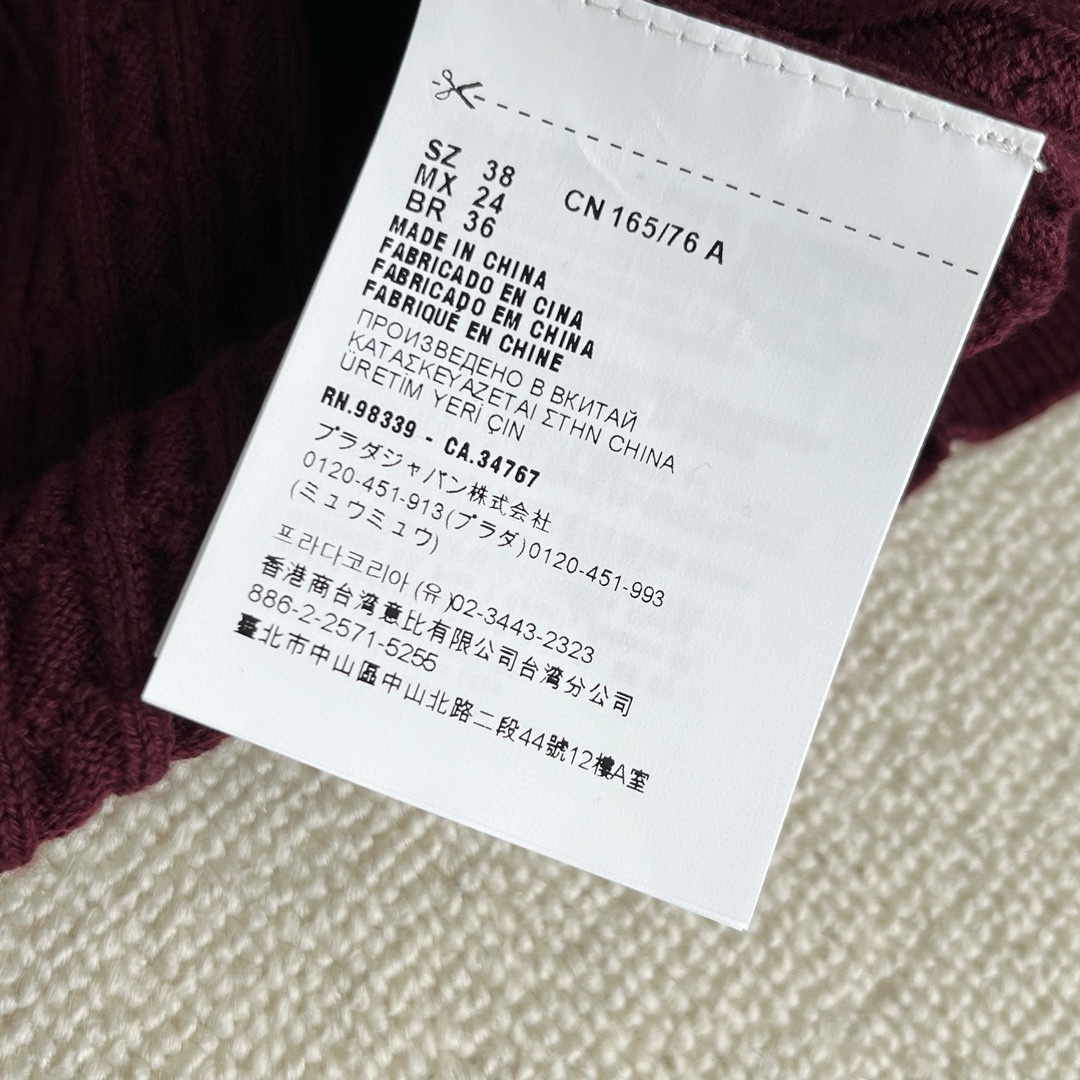 SZ 38 CN 165/76 A
MX 24
BR 36
MADE IN CHINA
FABRICADO EN CINA
FABRICADO EM CHINA
FABRIQUÉ EN CHINE
ПРОИЗВЕДЕНО В ВКИТАЙ
ΚΑΤΑΣΚΕΥΑΖΕΤΑΙ ΣΤΗΝ CHINA
ÜRETİM YERİ ÇIN
RN.98339 - CA.34767
プラダジャパン株式会社
0120-451-913(プラダ)0120-451-993
(ミュウミュウ)
프라다코리아 (유 )02-3443-2323
香港商台湾意比有限公司台湾分公司
886-2-2571-5255
臺北市中山區中山北路二段44號12樓A室